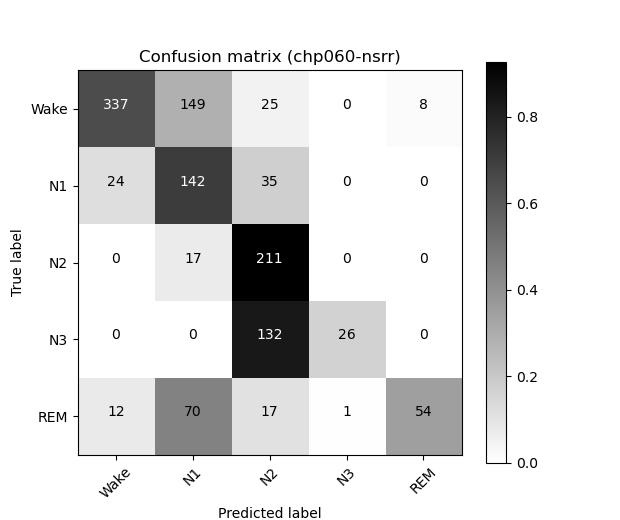 Confusion matrix (chp060-nsrr)
Wake 337 149 25 0 8
N1 24 142 35 0 0
N2 0 17 211 0 0
N3 0 0 132 26 0
REM 12 70 17 1 54
Wake N1 N2 N3 REM
True label
Predicted label
0.8
0.6
0.4
0.2
0.0